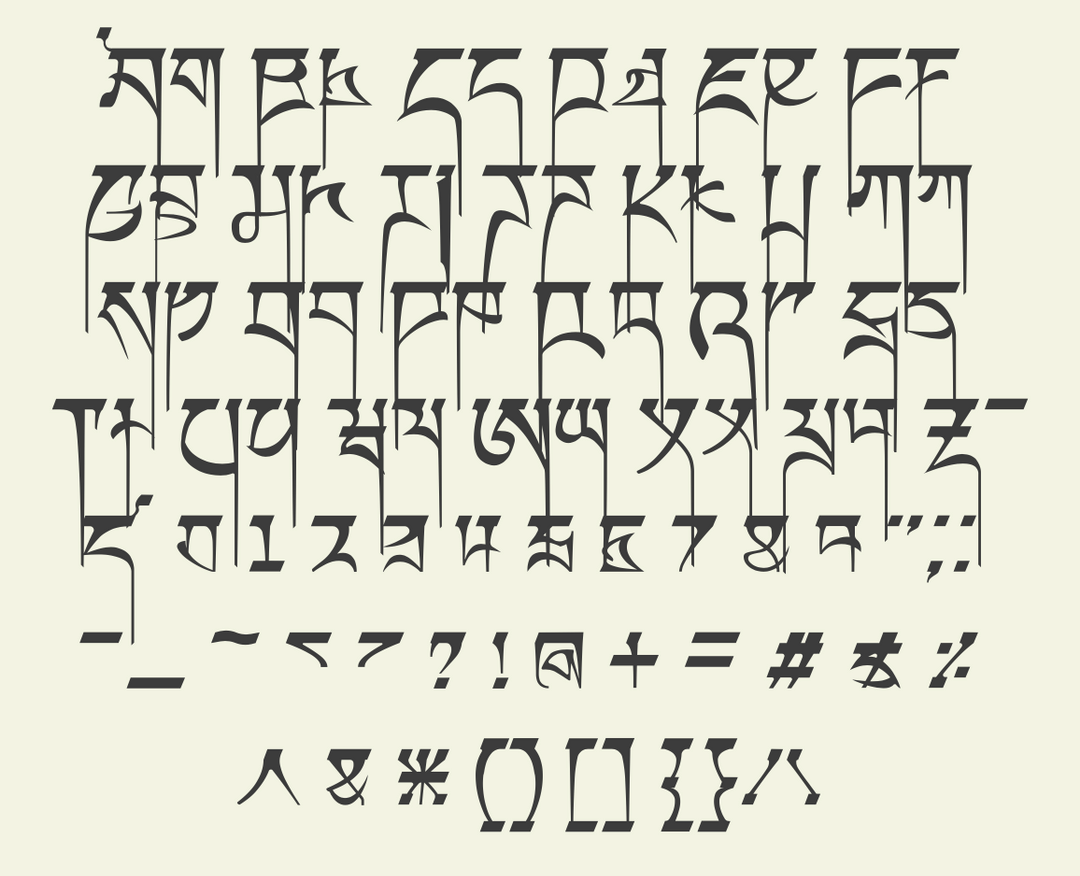 Aa Bb Cc Dd Ee Ff
Gg Hh Ii Jj Kk Ll Mm
Nn Oo Pp Qq Rr Ss
Tt Uu Vv Ww Xx Yy Z-
z 0 1 2 3 4 5 6 7 8 9 " ; :
- _ ~ < > ? ! @ + = # $ %
^ & * ( ) [ ] { } / \